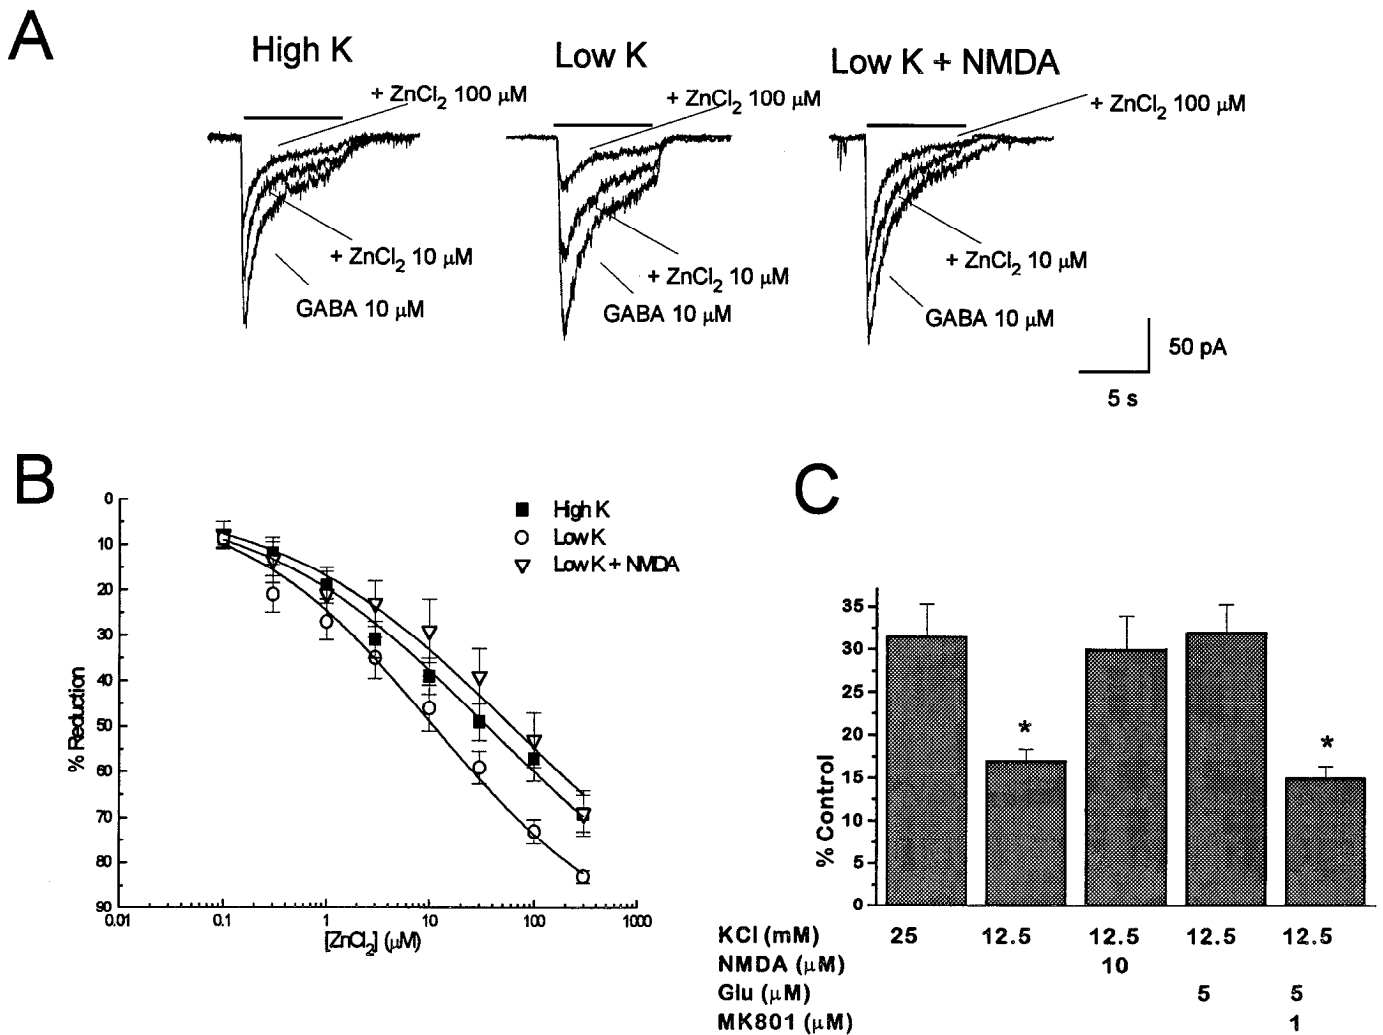 A
High K
Low K
Low K + NMDA
+ ZnCl2 100 μM
+ ZnCl2 100 μM
+ ZnCl2 100 μM
+ ZnCl2 10 μM
+ ZnCl2 10 μM
+ ZnCl2 10 μM
GABA 10 μM
GABA 10 μM
GABA 10 μM
50 pA
5 s
B
% Reduction
0
10
20
30
40
50
60
70
80
90
0.01 0.1 1 10 100 1000
[ZnCl2] (μM)
High K
Low K
Low K + NMDA
C
% Control
35
30
25
20
15
10
5
0
*
*
KCl (mM) 25 12.5 12.5 12.5 12.5
NMDA (μM) 10
Glu (μM) 5 5
MK801 (μM) 1